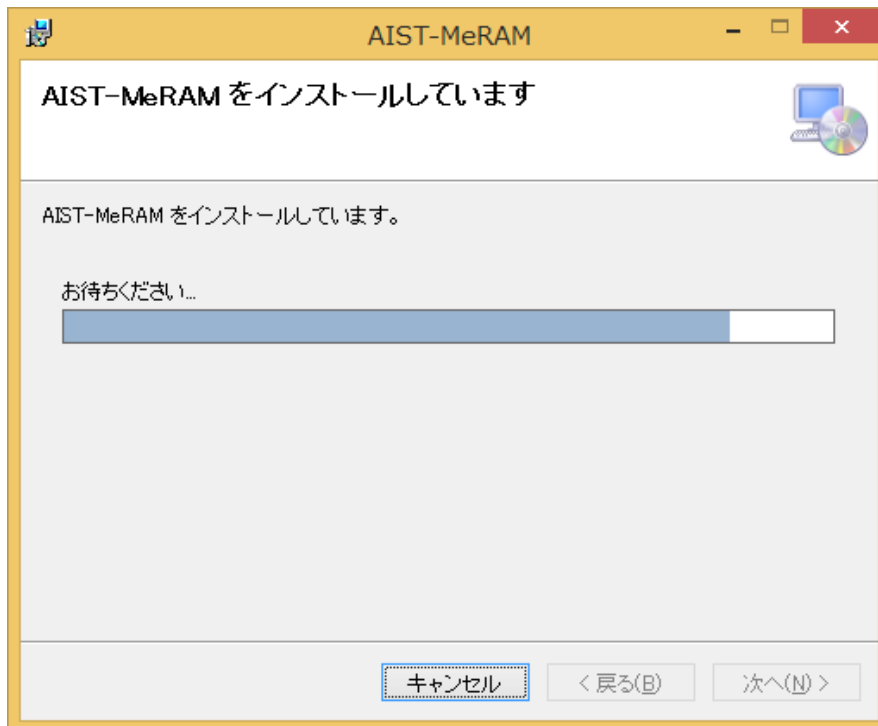 AIST-MeRAM
AIST-MeRAM をインストールしています
AIST-MeRAM をインストールしています。
お待ちください...
キャンセル
< 戻る(B)
次へ(N) >